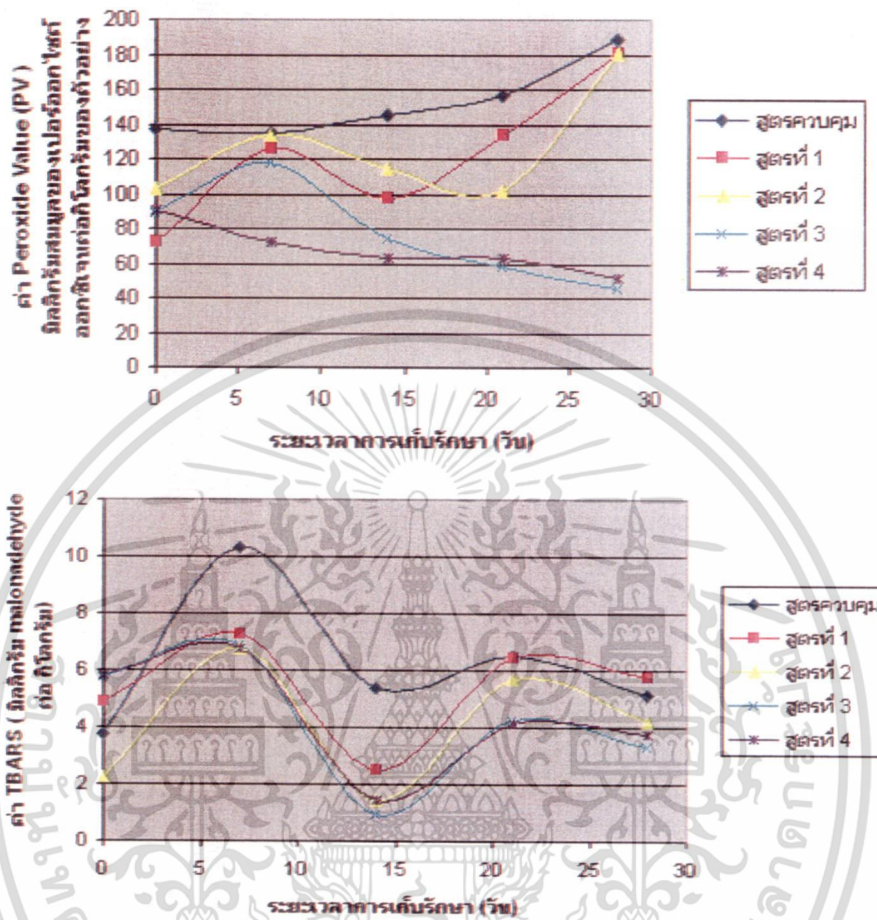 ค่า Peroxide Value (PV )
มิลลิกรัมสมมูลของเปอร์ออกไซด์
ออกซิเจนต่อกิโลกรัมของตัวอย่าง
200
180
160
140
120
100
80
60
40
20
0
0 5 10 15 20 25 30
ระยะเวลาการเก็บรักษา (วัน)
สูตรควบคุม
สูตรที่ 1
สูตรที่ 2
สูตรที่ 3
สูตรที่ 4
ค่า TBARS ( มิลลิกรัม malonadehyde
ต่อ กิโลกรัม)
12
10
8
6
4
2
0
0 5 10 15 20 25 30
ระยะเวลาการเก็บรักษา (วัน)
สูตรควบคุม
สูตรที่ 1
สูตรที่ 2
สูตรที่ 3
สูตรที่ 4